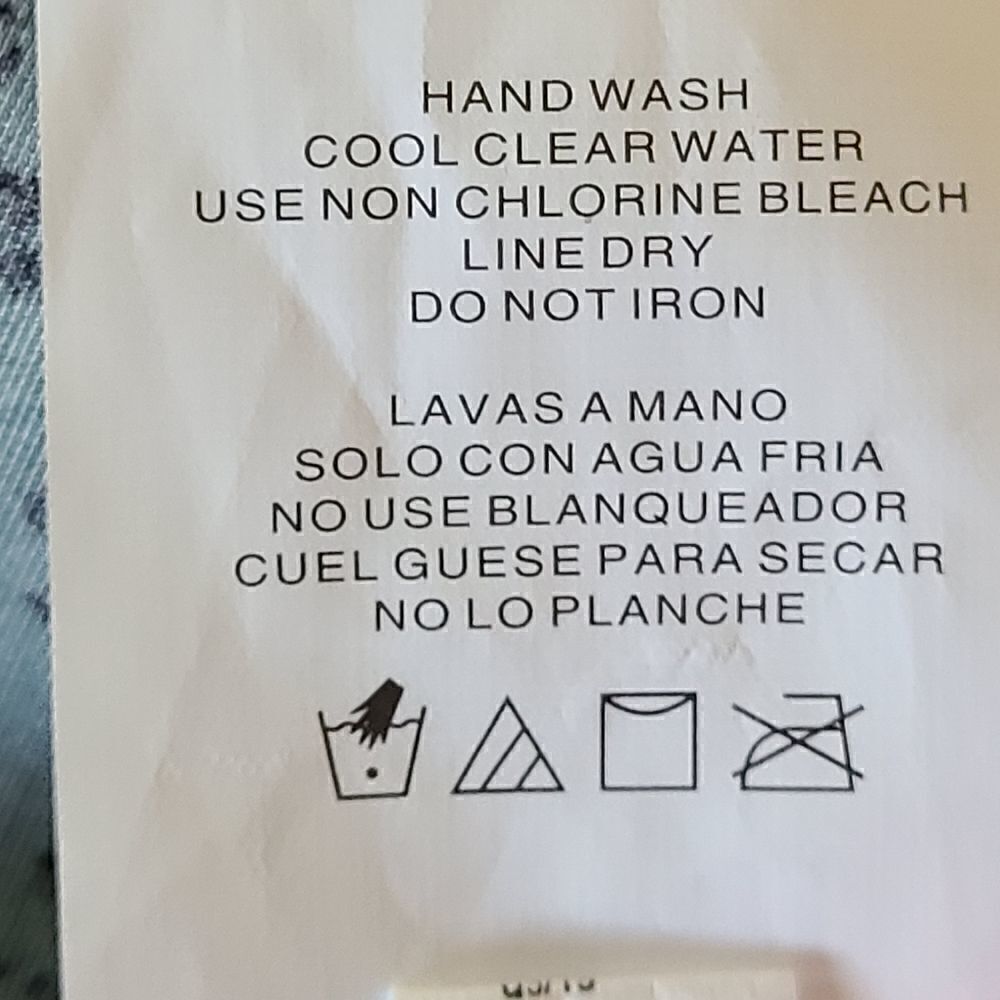 HAND WASH
COOL CLEAR WATER
USE NON CHLORINE BLEACH
LINE DRY
DO NOT IRON
LAVAS A MANO
SOLO CON AGUA FRIA
NO USE BLANQUEADOR
CUEL GUESE PARA SECAR
NO LO PLANCHE